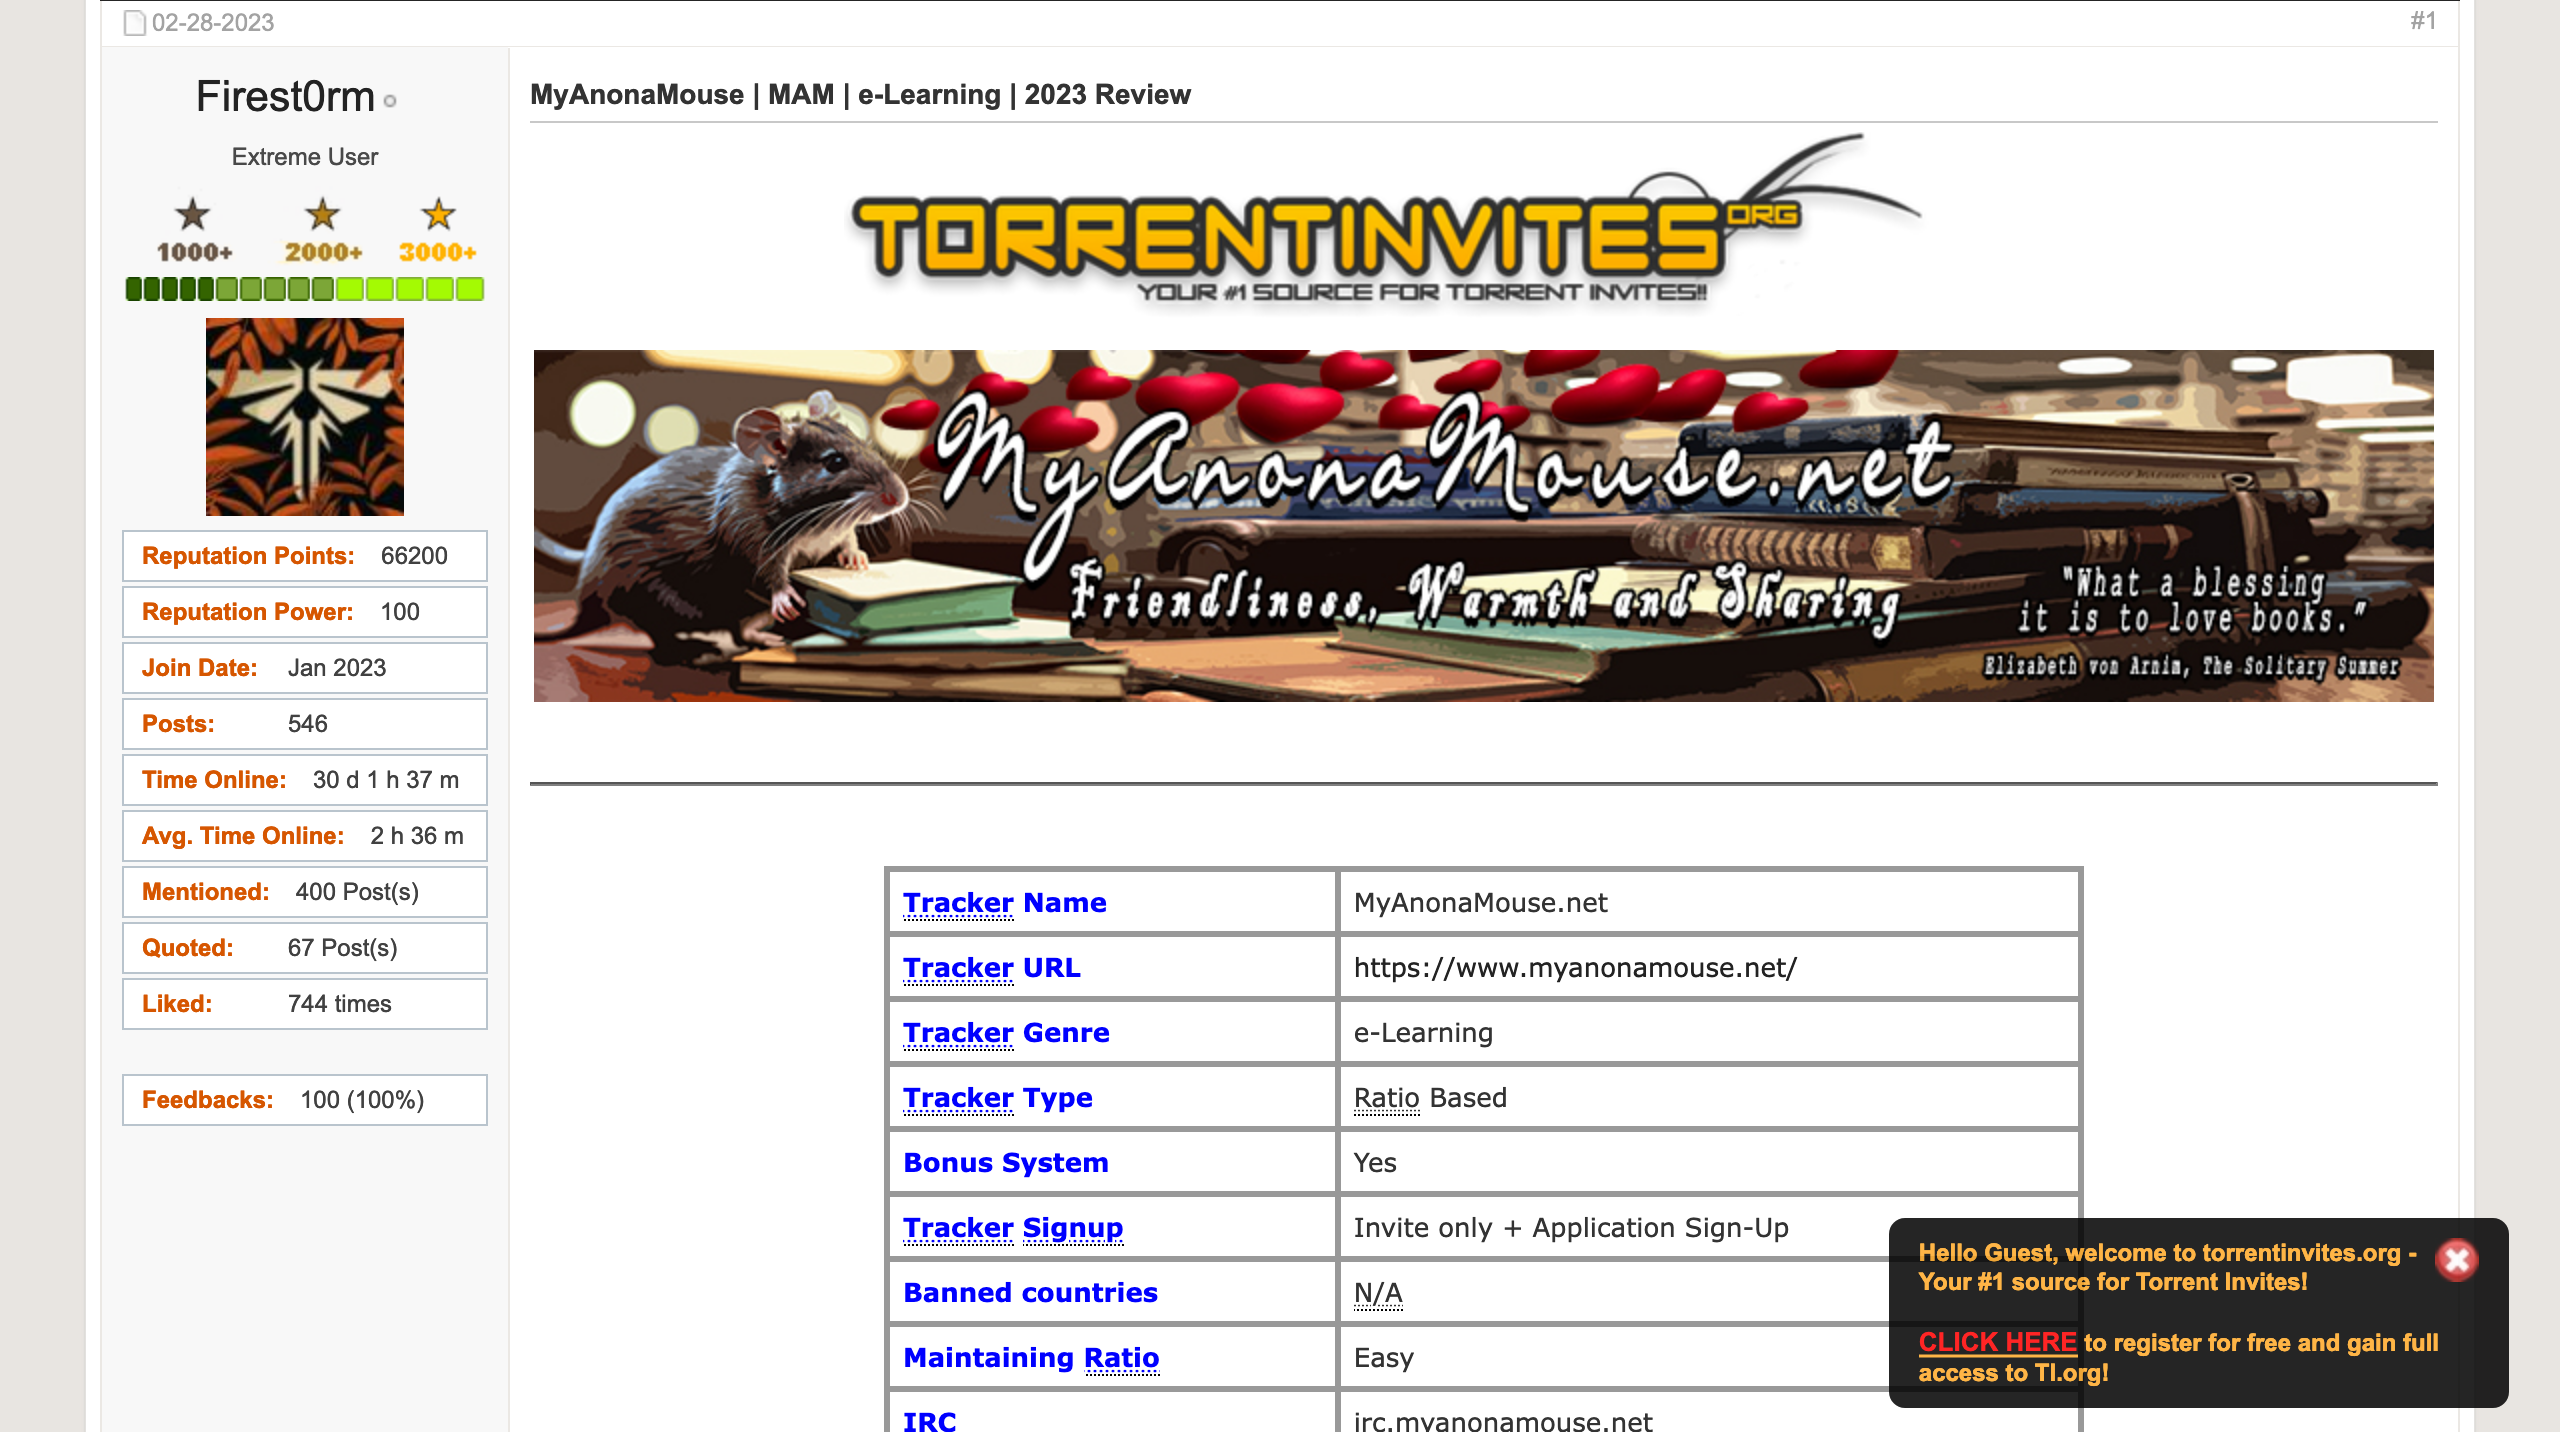 02-28-2023
#1
Firest0rm
Extreme User
1000+ 2000+ 3000+
Reputation Points: 66200
Reputation Power: 100
Join Date: Jan 2023
Posts: 546
Time Online: 30 d 1 h 37 m
Avg. Time Online: 2 h 36 m
Mentioned: 400 Post(s)
Quoted: 67 Post(s)
Liked: 744 times
Feedbacks: 100 (100%)
MyAnonaMouse | MAM | e-Learning | 2023 Review
TORRENTINVITES ORG
YOUR #1 SOURCE FOR TORRENT INVITES!!
MyAnonaMouse.net
Friendliness, Warmth and Sharing
"What a blessing
it is to love books."
Elizabeth von Arnim, The Solitary Summer
Tracker Name MyAnonaMouse.net
Tracker URL https://www.myanonamouse.net/
Tracker Genre e-Learning
Tracker Type Ratio Based
Bonus System Yes
Tracker Signup Invite only + Application Sign-Up
Banned countries N/A
Maintaining Ratio Easy
IRC irc.myanonamouse.net
Hello Guest, welcome to torrentinvites.org -
Your #1 source for Torrent Invites!
CLICK HERE to register for free and gain full
access to TI.org!